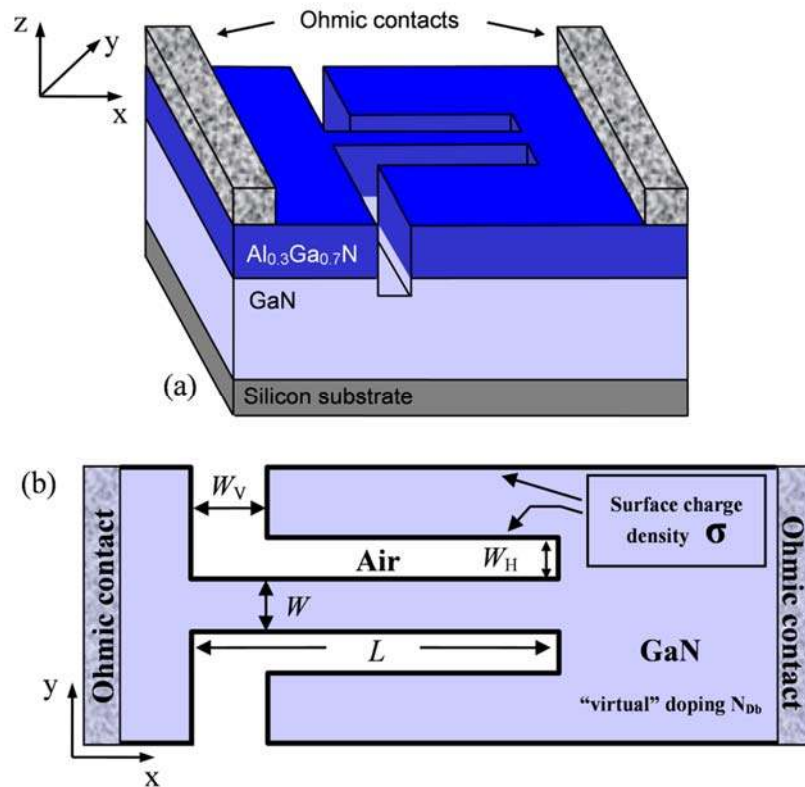 Ohmic contacts
z
y
x
Al0.3Ga0.7N
GaN
(a)
Silicon substrate
(b)
WV
Surface charge
density σ
Air
WH
Ohmic contact
W
L
GaN
Ohmic contact
"virtual" doping NDb
y
x